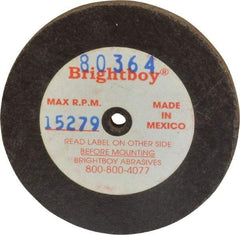 80364
Brightboy®
MAX R.P.M.
15279
MADE IN
MEXICO
READ LABEL ON OTHER SIDE
BEFORE MOUNTING
BRIGHTBOY ABRASIVES
800-800-4077